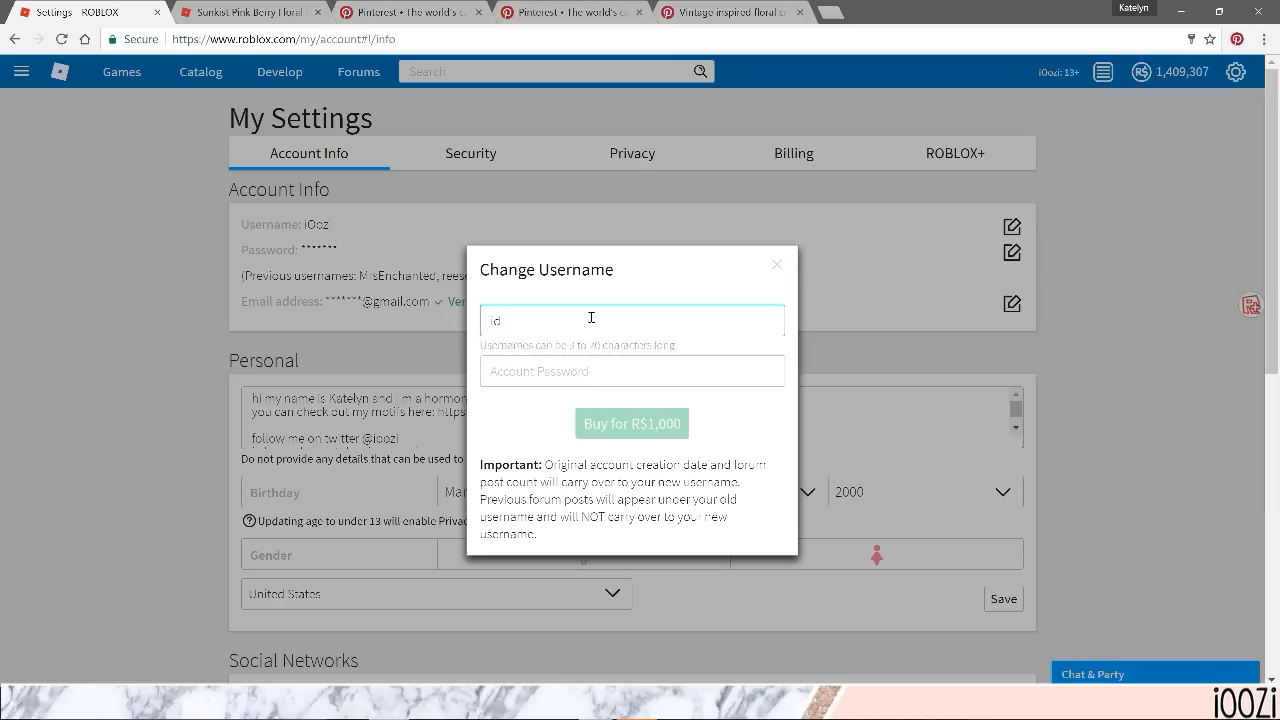 Settings - ROBLOX
Sunkist Pink Berry Floral
Pinterest • The world's c
Pinterest • The world's c
Vintage inspired floral c
Katelyn
Secure https://www.roblox.com/my/account#!/info
Games Catalog Develop Forums Search iOozi: 13+ R$ 1,409,307
My Settings
Account Info Security Privacy Billing ROBLOX+
Account Info
Username: iOozi
Password: *******
(Previous usernames: MrsEnchanted, reese
Email address: *******@gmail.com ✓ Ver
Change Username
id
Usernames can be 3 to 20 characters long
Account Password
Buy for R$1,000
Important: Original account creation date and forum
post count will carry over to your new username.
Previous forum posts will appear under your old
username and will NOT carry over to your new
username.
Personal
hi my name is Katelyn and i'm a hormon
you can check out my motifs here: https
follow me on twitter @ioozi
Do not provide any details that can be used to
Birthday Mar 2000
Updating age to under 13 will enable Privac
Gender
United States
Save
Social Networks
Chat & Party
iOOZi